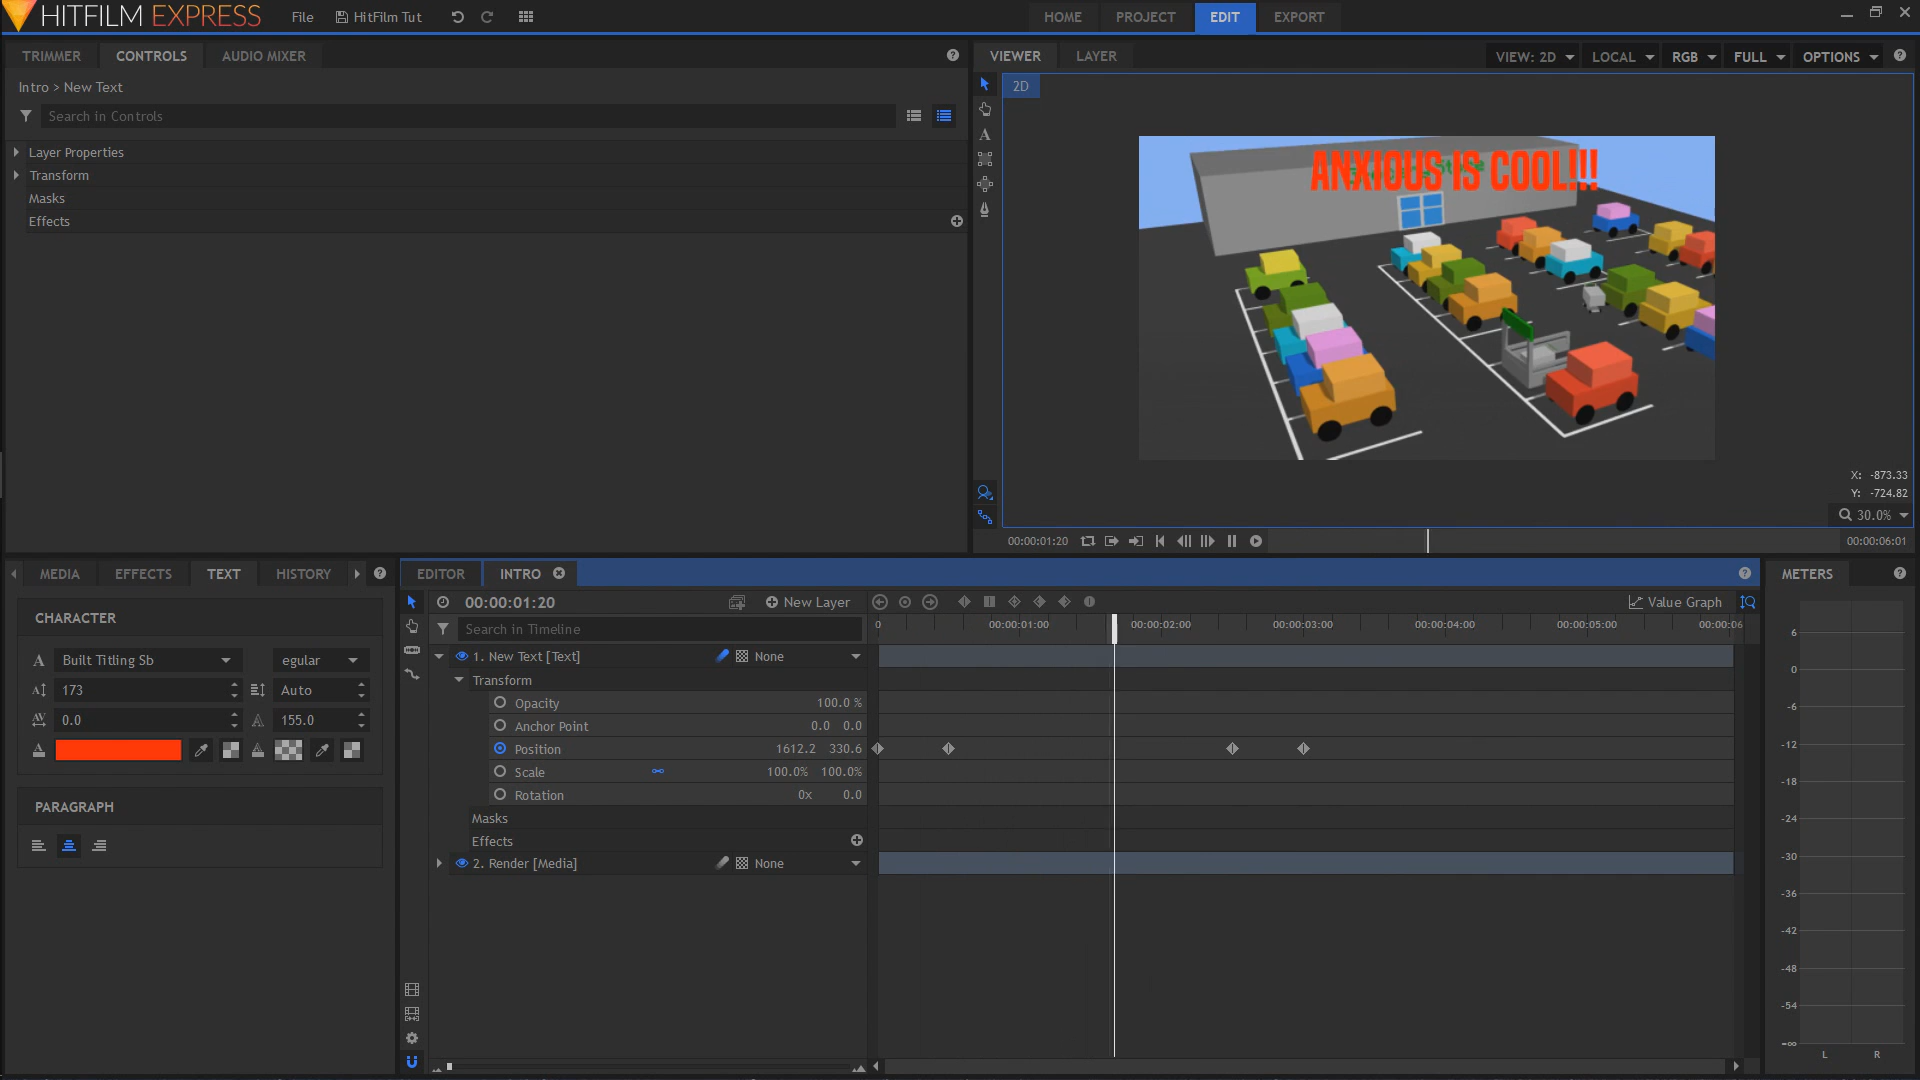 HITFILM EXPRESS
File
HitFilm Tut
HOME
PROJECT
EDIT
EXPORT
TRIMMER
CONTROLS
AUDIO MIXER
Intro > New Text
Search in Controls
Layer Properties
Transform
Masks
Effects
VIEWER
LAYER
VIEW: 2D
LOCAL
RGB
FULL
OPTIONS
2D
ANXIOUS IS COOL!!!
X: -873.33
Y: -724.82
30.0%
00:00:01:20
00:00:06:01
MEDIA
EFFECTS
TEXT
HISTORY
CHARACTER
A Built Titling Sb
egular
173
Auto
0.0
155.0
PARAGRAPH
EDITOR
INTRO
00:00:01:20
New Layer
Value Graph
Search in Timeline
0
00:00:01:00
00:00:02:00
00:00:03:00
00:00:04:00
00:00:05:00
00:00:06
1. New Text [Text]
None
Transform
Opacity 100.0 %
Anchor Point 0.0 0.0
Position 1612.2 330.6
Scale 100.0% 100.0%
Rotation 0x 0.0
Masks
Effects
2. Render [Media]
None
METERS
6
0
-6
-12
-18
-24
-30
-36
-42
-48
-54
-∞
L R